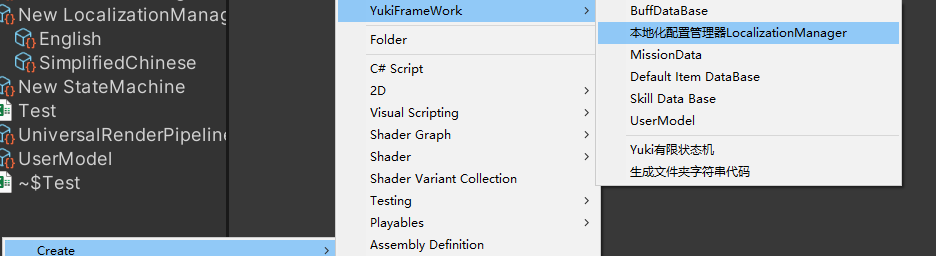 New LocalizationManag
English
SimplifiedChinese
New StateMachine
Test
UniversalRenderPipeline
UserModel
~$Test
Create
YukiFrameWork
Folder
C# Script
2D
Visual Scripting
Shader Graph
Shader
Shader Variant Collection
Testing
Playables
Assembly Definition
BuffDataBase
本地化配置管理器LocalizationManager
MissionData
Default Item DataBase
Skill Data Base
UserModel
Yuki有限状态机
生成文件夹字符串代码